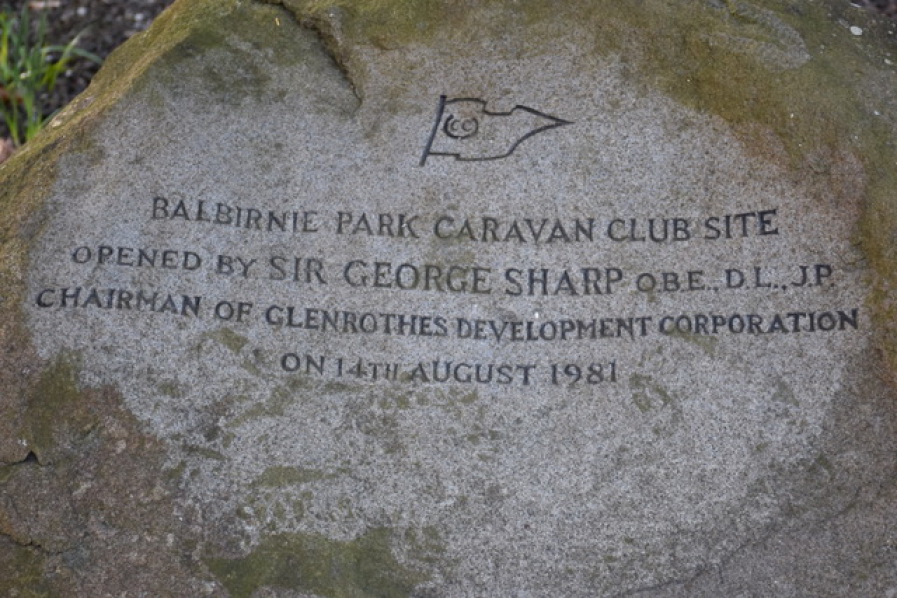 CC
BALBIRNIE PARK CARAVAN CLUB SITE
OPENED BY SIR GEORGE SHARP O.B.E., D.L., J.P.
CHAIRMAN OF GLENROTHES DEVELOPMENT CORPORATION
ON 14TH AUGUST 1981